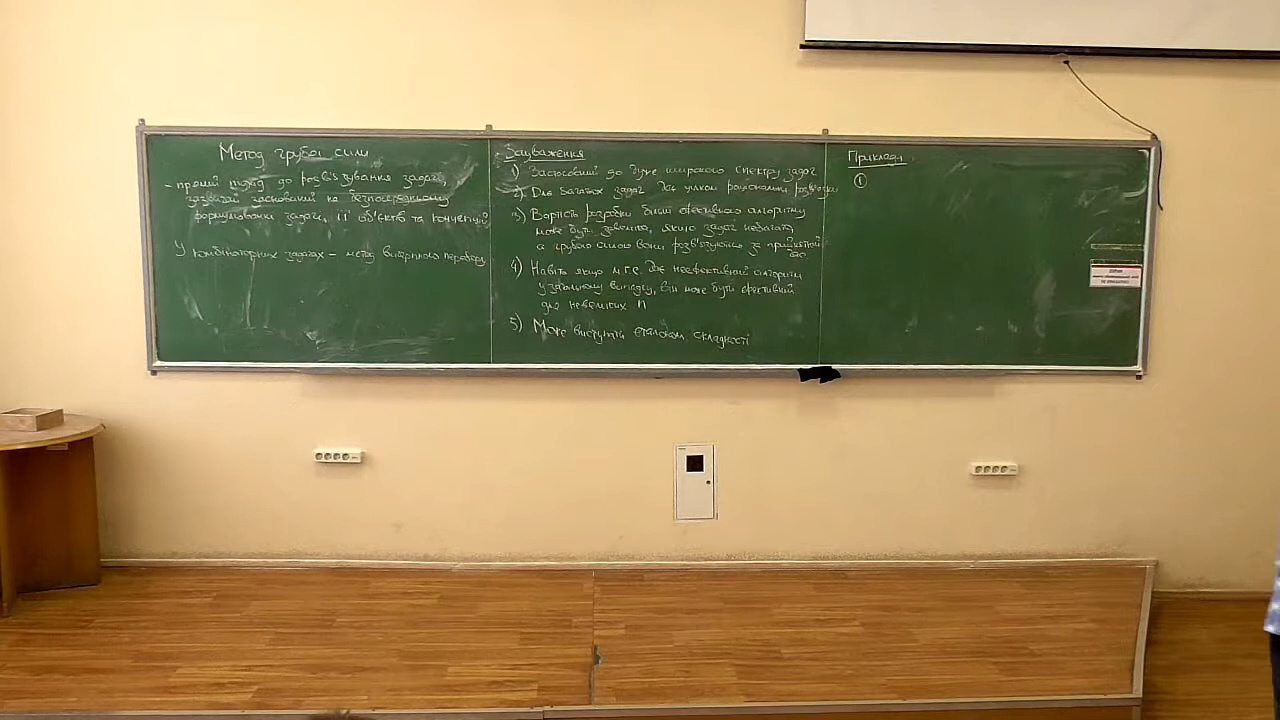 Метод грубої сили
- прямий підхід до розв'язування задач,
зазвичай заснований на безпосередньому
формулюванні задачі, її об'єктів та концепцій
У комбінаторних задачах - метод вичерпного перебору
Зауваження
1) Застосовний до дуже широкого спектру задач
2) Для багатьох задач дає цілком раціональні розв'язки
3) Вартість розробки більш ефективного алгоритму
може бути завелика, якщо задач небагато,
а грубою силою вони розв'язуються за прийнятний
час
4) Навіть якщо м.г.с. дає неефективний алгоритм
у загальному випадку, він може бути ефективний
для невеликих n
5) Може виступати еталоном складності
Приклади
1